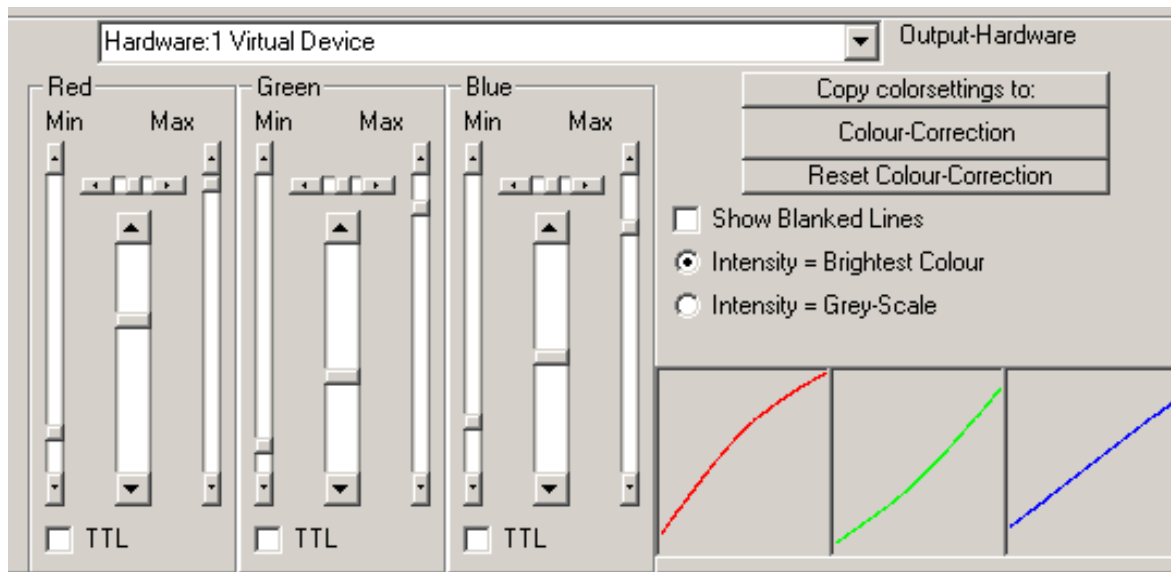 Hardware:1 Virtual Device
Output-Hardware
Red
Min Max
TTL
Green
Min Max
TTL
Blue
Min Max
TTL
Copy colorsettings to:
Colour-Correction
Reset Colour-Correction
Show Blanked Lines
Intensity = Brightest Colour
Intensity = Grey-Scale